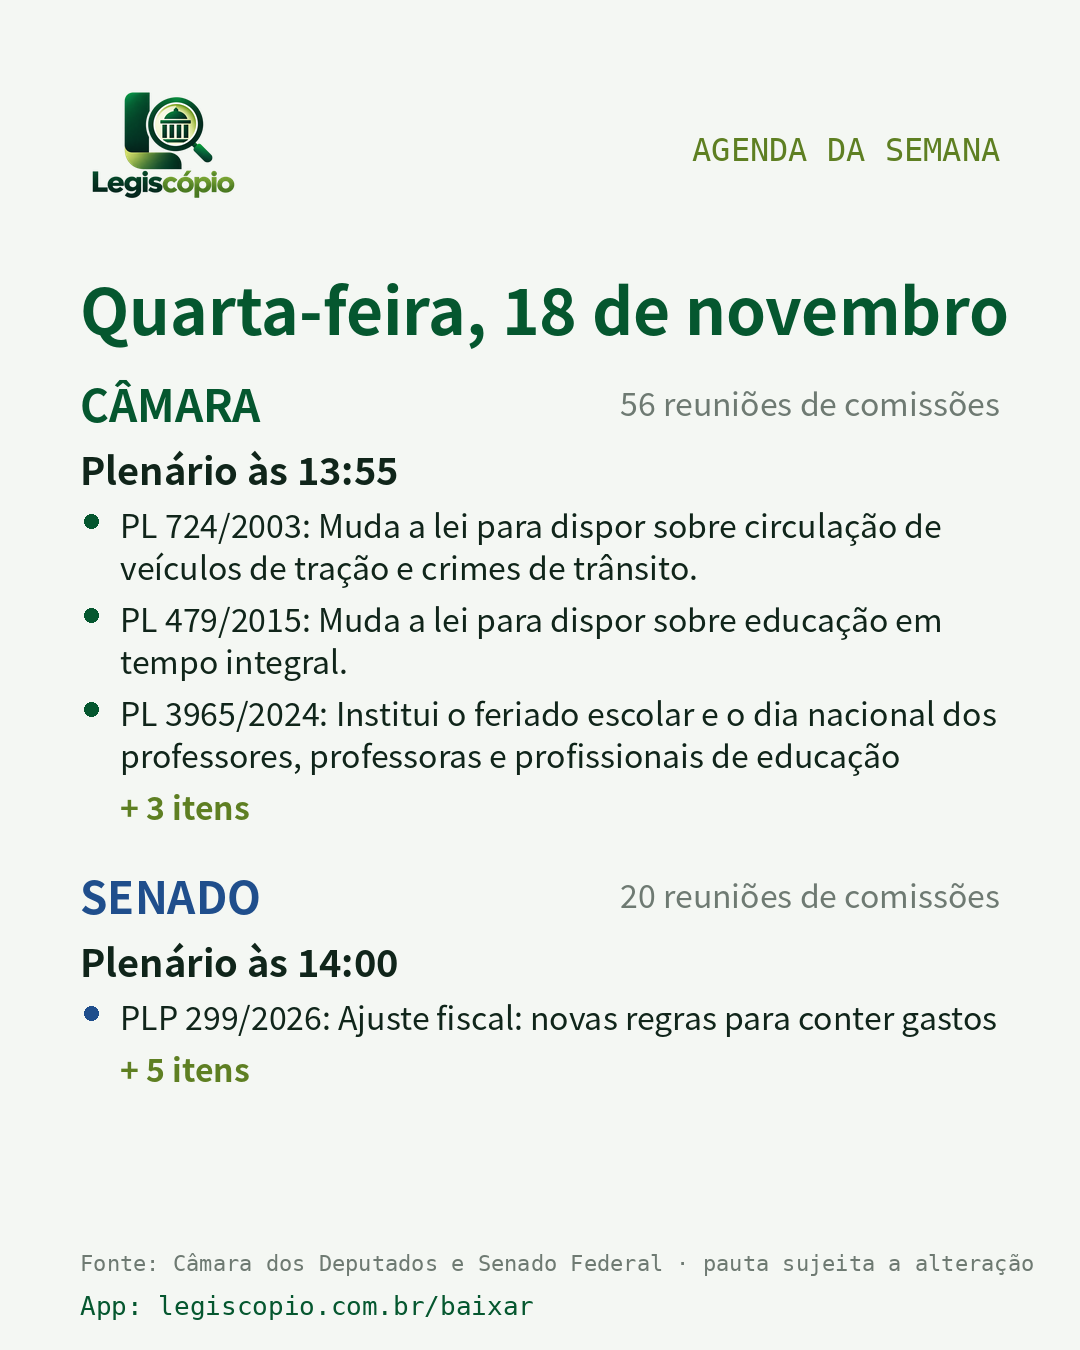 Legiscópio
AGENDA DA SEMANA
Quarta-feira, 18 de novembro
CÂMARA
56 reuniões de comissões
Plenário às 13:55
PL 724/2003: Muda a lei para dispor sobre circulação de
veículos de tração e crimes de trânsito.
PL 479/2015: Muda a lei para dispor sobre educação em
tempo integral.
PL 3965/2024: Institui o feriado escolar e o dia nacional dos
professores, professoras e profissionais de educação
+ 3 itens
SENADO
20 reuniões de comissões
Plenário às 14:00
PLP 299/2026: Ajuste fiscal: novas regras para conter gastos
+ 5 itens
Fonte: Câmara dos Deputados e Senado Federal · pauta sujeita a alteração
App: legiscopio.com.br/baixar